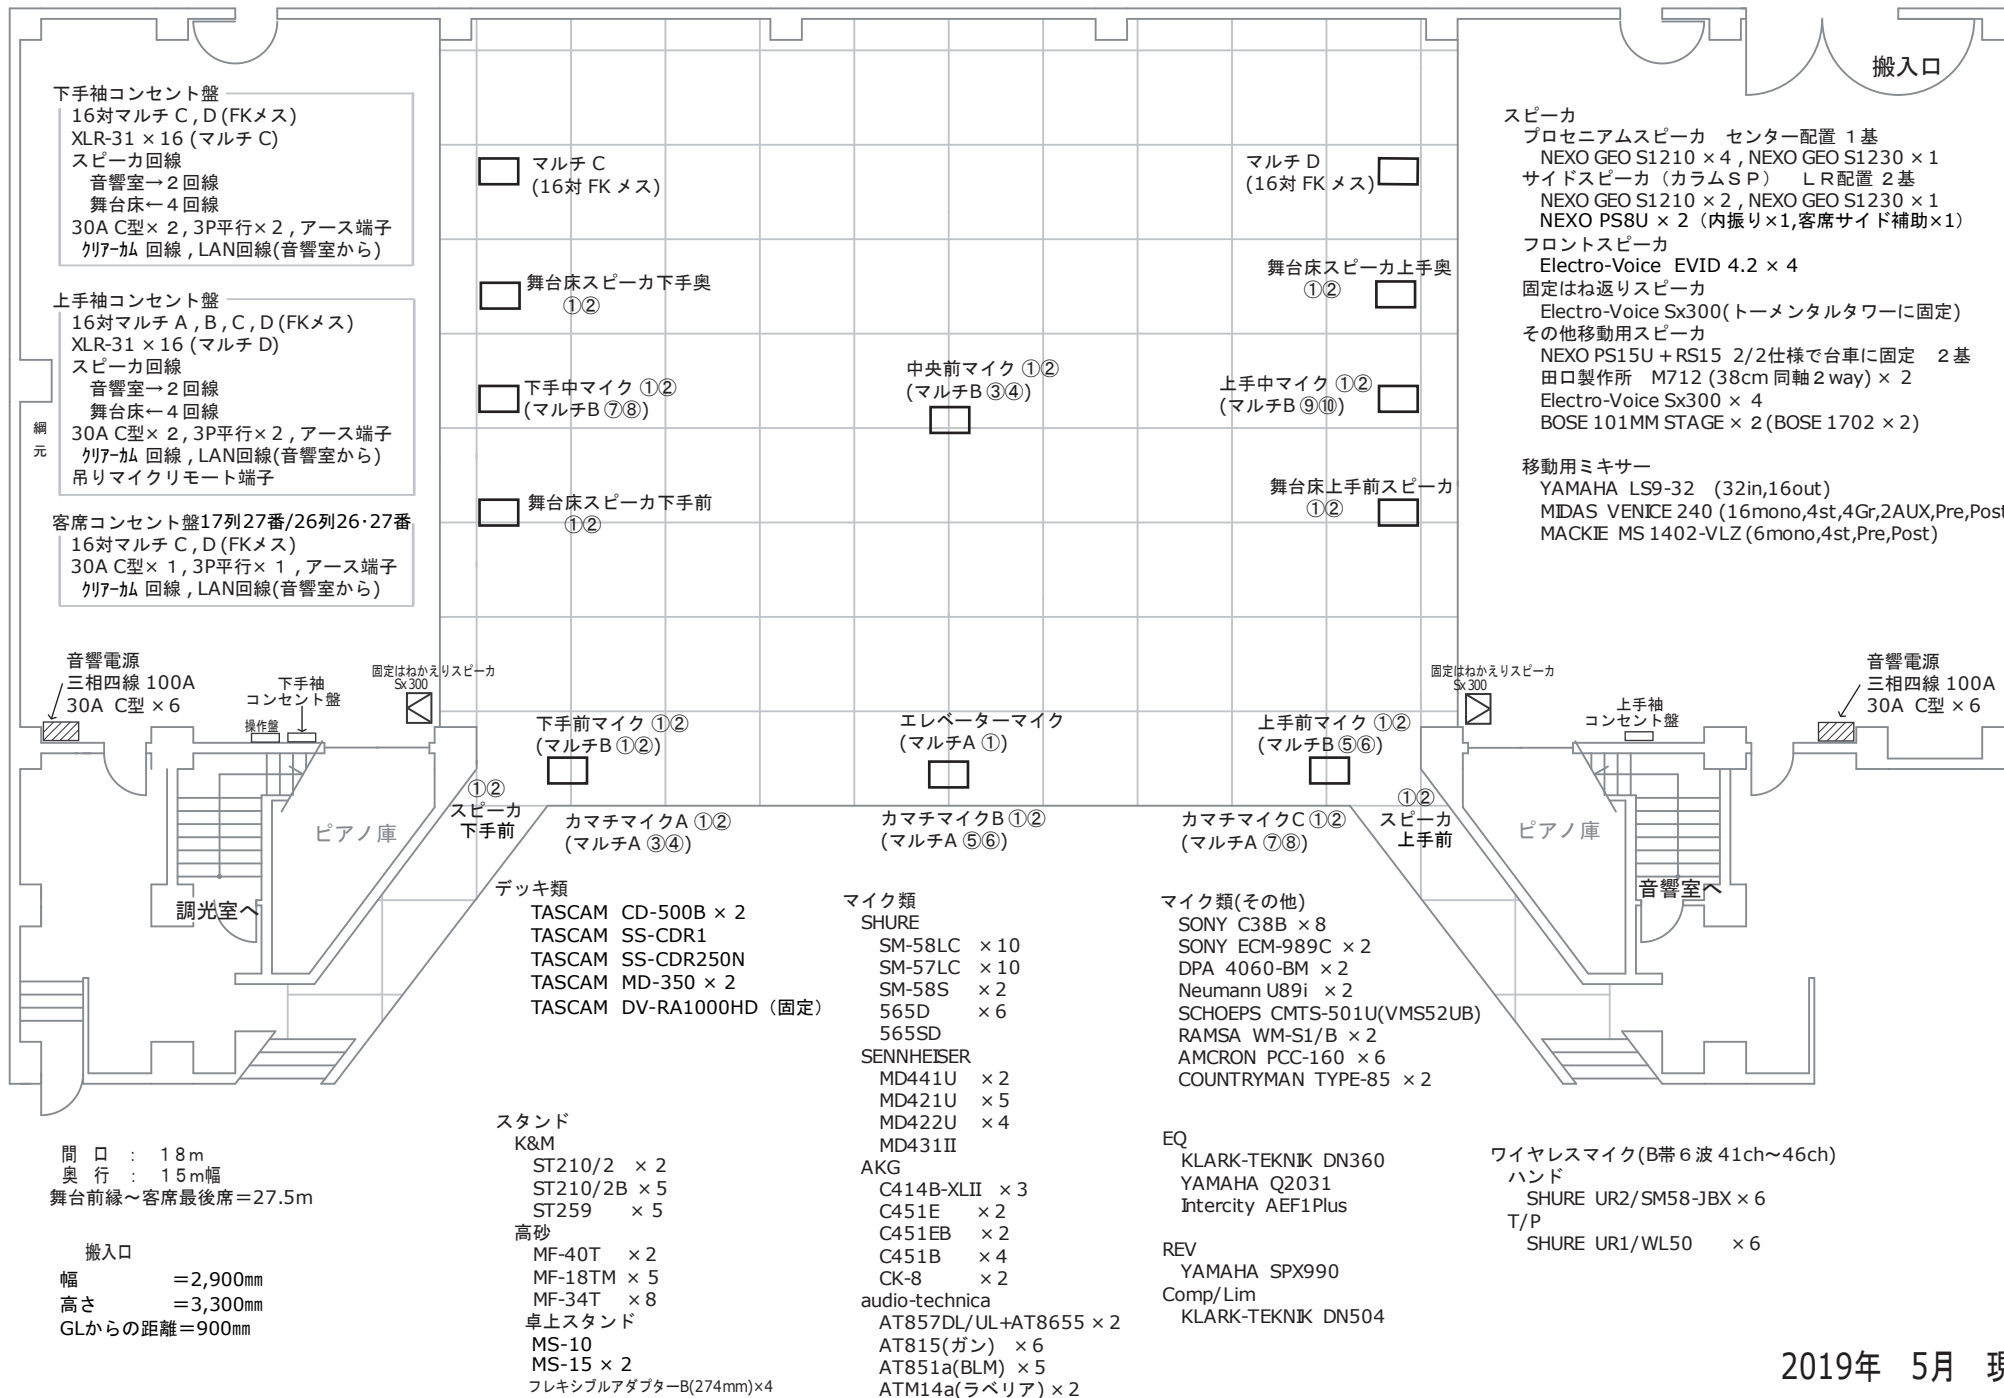 搬入口
下手袖コンセント盤
16対マルチ C , D (FKメス)
XLR-31 × 16 (マルチ C)
スピーカ回線
音響室→２回線
舞台床←４回線
30A C型× 2 , 3P平行×２ , アース端子
ｸﾘｱｰｶﾑ 回線 , LAN回線(音響室から)
上手袖コンセント盤
16対マルチ A , B , C , D (FKメス)
XLR-31 × 16 (マルチ D)
スピーカ回線
音響室→２回線
舞台床←４回線
30A C型× 2 , 3P平行×２ , アース端子
ｸﾘｱｰｶﾑ 回線 , LAN回線(音響室から)
吊りマイクリモート端子
客席コンセント盤17列27番/26列26･27番
16対マルチ C , D (FKメス)
30A C型× 1 , 3P平行× １ , アース端子
ｸﾘｱｰｶﾑ 回線 , LAN回線(音響室から)
綱元
マルチ C
(16対 FK メス)
マルチ D
(16対 FK メス)
舞台床スピーカ下手奥
①②
舞台床スピーカ上手奥
①②
下手中マイク ①②
(マルチB ⑦⑧)
中央前マイク ①②
(マルチB ③④)
上手中マイク ①②
(マルチB ⑨⑩)
舞台床スピーカ下手前
①②
舞台床上手前スピーカ
①②
スピーカ
プロセニアムスピーカ　センター配置 １基
NEXO GEO S1210 × 4 , NEXO GEO S1230 × 1
サイドスピーカ（カラムＳＰ）　ＬＲ配置 ２基
NEXO GEO S1210 × 2 , NEXO GEO S1230 × 1
NEXO PS8U × 2（内振り×1,客席サイド補助×1）
フロントスピーカ
Electro-Voice EVID 4.2 × 4
固定はね返りスピーカ
Electro-Voice Sx300(トーメンタルタワーに固定)
その他移動用スピーカ
NEXO PS15U + RS15 2/2仕様で台車に固定　２基
田口製作所　M712 (38cm 同軸２way) × 2
Electro-Voice Sx300 × 4
BOSE 101MM STAGE × 2 (BOSE 1702 × 2)
移動用ミキサー
YAMAHA LS9-32 (32in,16out)
MIDAS VENICE 240 (16mono,4st,4Gr,2AUX,Pre,Post
MACKIE MS 1402-VLZ (6mono,4st,Pre,Post)
音響電源
三相四線 100A
30A C型 × 6
下手袖
コンセント盤
操作盤
固定はねかえりスピーカ
Sx300
固定はねかえりスピーカ
Sx300
上手袖
コンセント盤
音響電源
三相四線 100A
30A C型 × 6
下手前マイク ①②
(マルチB ①②)
エレベーターマイク
(マルチA ①)
上手前マイク ①②
(マルチB ⑤⑥)
①②
スピーカ
下手前
①②
スピーカ
上手前
カマチマイクA ①②
(マルチA ③④)
カマチマイクB ①②
(マルチA ⑤⑥)
カマチマイクC ①②
(マルチA ⑦⑧)
ピアノ庫
ピアノ庫
調光室へ
音響室へ
デッキ類
TASCAM CD-500B × 2
TASCAM SS-CDR1
TASCAM SS-CDR250N
TASCAM MD-350 × 2
TASCAM DV-RA1000HD（固定）
スタンド
K&M
ST210/2 × 2
ST210/2B × 5
ST259 × 5
高砂
MF-40T × 2
MF-18TM × 5
MF-34T × 8
卓上スタンド
MS-10
MS-15 × 2
フレキシブルアダプターB(274mm)×4
マイク類
SHURE
SM-58LC × 10
SM-57LC × 10
SM-58S × 2
565D × 6
565SD
SENNHEISER
MD441U × 2
MD421U × 5
MD422U × 4
MD431II
AKG
C414B-XLII × 3
C451E × 2
C451EB × 2
C451B × 4
CK-8 × 2
audio-technica
AT857DL/UL+AT8655 × 2
AT815(ガン) × 6
AT851a(BLM) × 5
ATM14a(ラベリア) × 2
マイク類(その他)
SONY C38B × 8
SONY ECM-989C × 2
DPA 4060-BM × 2
Neumann U89i × 2
SCHOEPS CMTS-501U(VMS52UB)
RAMSA WM-S1/B × 2
AMCRON PCC-160 × 6
COUNTRYMAN TYPE-85 × 2
EQ
KLARK-TEKNIK DN360
YAMAHA Q2031
Intercity AEF1Plus
REV
YAMAHA SPX990
Comp/Lim
KLARK-TEKNIK DN504
ワイヤレスマイク(B帯６波 41ch～46ch)
ハンド
SHURE UR2/SM58-JBX × 6
T/P
SHURE UR1/WL50 × 6
間 口 : １８m
奥 行 : １５m幅
舞台前縁～客席最後席＝27.5m
搬入口
幅 ＝2,900㎜
高さ ＝3,300㎜
GLからの距離＝900㎜
2019年 5月 現